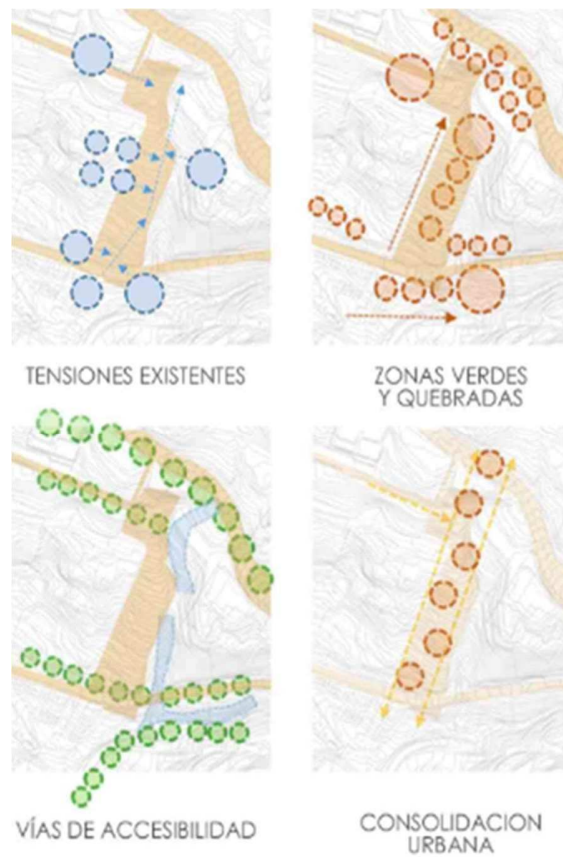 TENSIONES EXISTENTES
ZONAS VERDES
Y QUEBRADAS
VÍAS DE ACCESIBILIDAD
CONSOLIDACION
URBANA